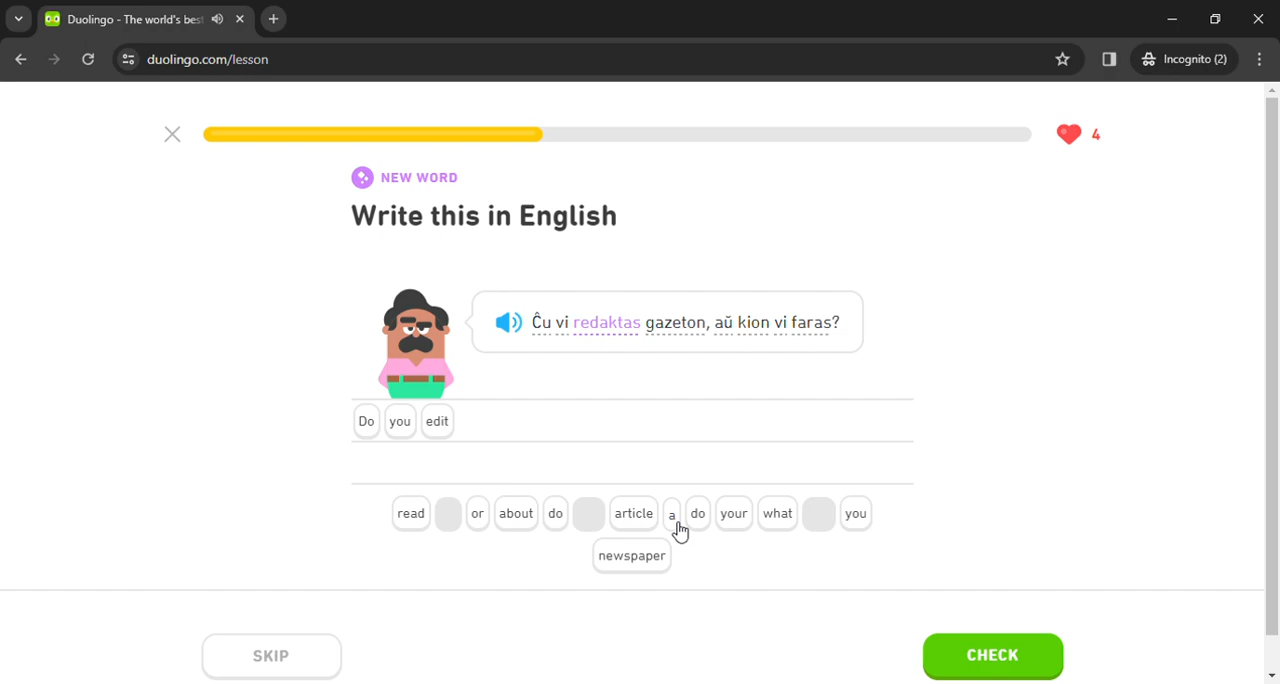 Duolingo - The world's bes
duolingo.com/lesson
Incognito (2)
4
NEW WORD
Write this in English
Ĉu vi redaktas gazeton, aŭ kion vi faras?
Do you edit
read or about do article a do your what you
newspaper
SKIP CHECK